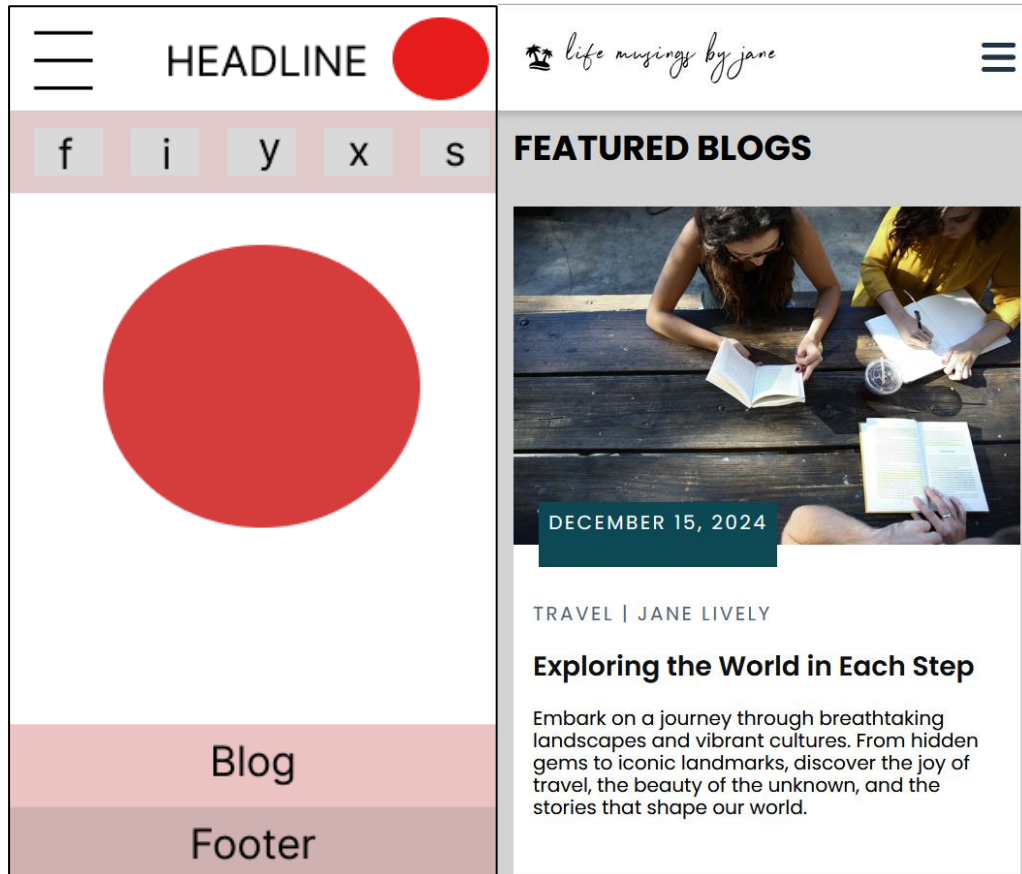 HEADLINE
f i y x s
Blog
Footer
life musings by jane
FEATURED BLOGS
DECEMBER 15, 2024
TRAVEL | JANE LIVELY
Exploring the World in Each Step
Embark on a journey through breathtaking
landscapes and vibrant cultures. From hidden
gems to iconic landmarks, discover the joy of
travel, the beauty of the unknown, and the
stories that shape our world.